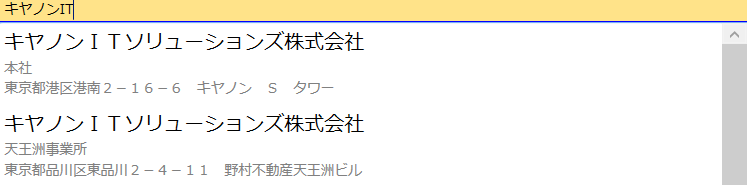 キヤノンIT
キヤノンＩＴソリューションズ株式会社
本社
東京都港区港南２－１６－６　キヤノン　Ｓ　タワー
キヤノンＩＴソリューションズ株式会社
天王洲事業所
東京都品川区東品川２－４－１１　野村不動産天王洲ビル